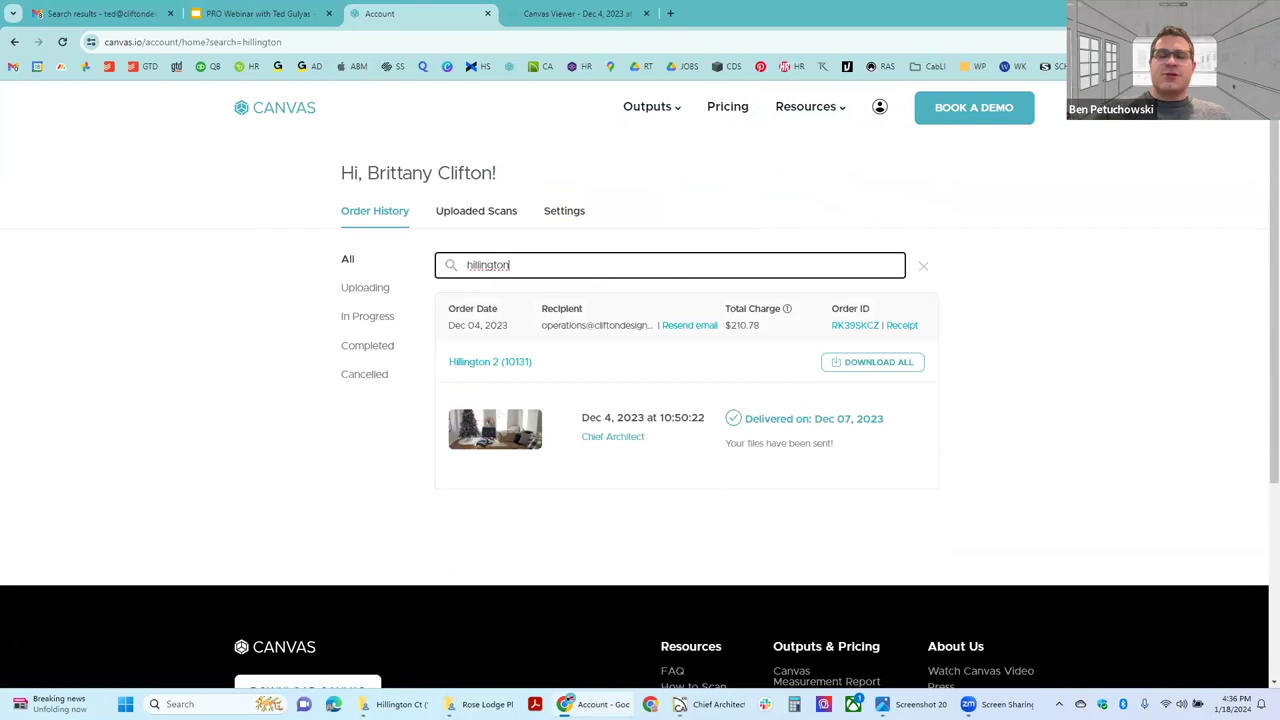 Search results - ted@cliftondes
PRO Webinar with Ted Gulyas
Account
Canvas Viewer - Dec 4, 2023 at
canvas.io/account/home?search=hillington
GTD
gtl
QB
HR
G
AD
ABM
SS
Q
CA
HR
RT
JOBS
CDS
HR
RAS
CabLI
WP
WK
SCH
Ben Petuchowski
CANVAS
Outputs
Pricing
Resources
BOOK A DEMO
Hi, Brittany Clifton!
Order History
Uploaded Scans
Settings
All
Uploading
In Progress
Completed
Cancelled
hillington
Order Date
Recipient
Total Charge
Order ID
Dec 04, 2023
operations@cliftondesign... | Resend email
$210.78
RK39SKCZ | Receipt
Hillington 2 (10131)
DOWNLOAD ALL
Dec 4, 2023 at 10:50:22
Delivered on: Dec 07, 2023
Chief Architect
Your files have been sent!
CANVAS
Resources
Outputs & Pricing
About Us
FAQ
Canvas
Watch Canvas Video
How to Scan
Measurement Report
Press
DOWNLOAD CANVAS
Breaking news
Unfolding now
Search
Hillington Ct (
Rose Lodge Pl
Account - Goo
Chief Architect
Screenshot 20
Screen Sharing
4:36 PM
1/18/2024